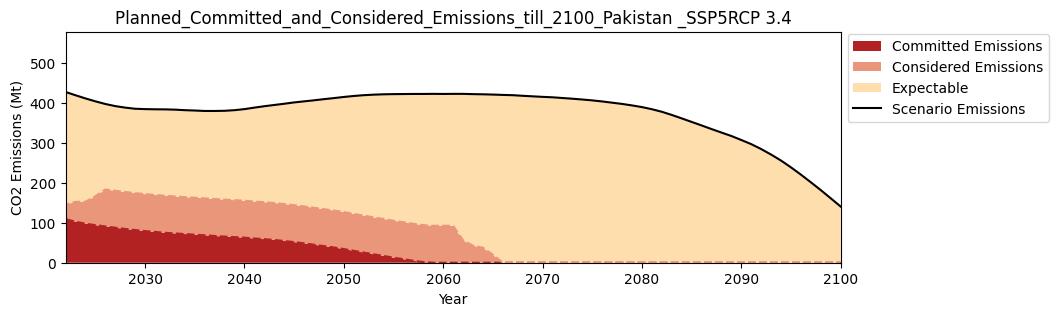 Planned_Committed_and_Considered_Emissions_till_2100_Pakistan _SSP5RCP 3.4
CO2 Emissions (Mt)
500
400
300
200
100
0
2030 2040 2050 2060 2070 2080 2090 2100
Year
Committed Emissions
Considered Emissions
Expectable
Scenario Emissions